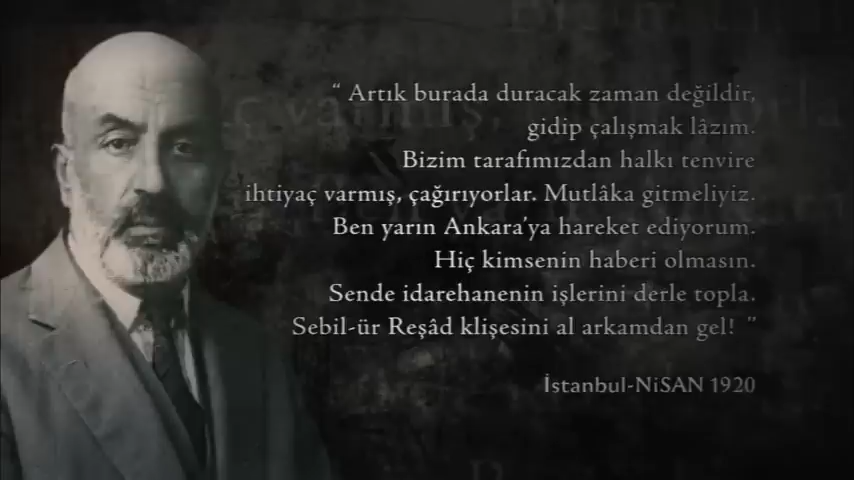 “ Artık burada duracak zaman değildir,
gidip çalışmak lâzım.
Bizim tarafımızdan halkı tenvire
ihtiyaç varmış, çağırıyorlar. Mutlâka gitmeliyiz.
Ben yarın Ankara’ya hareket ediyorum.
Hiç kimsenin haberi olmasın.
Sende idarehanenin işlerini derle topla.
Sebil-ür Reşâd klişesini al arkamdan gel! ”
İstanbul-NiSAN 1920